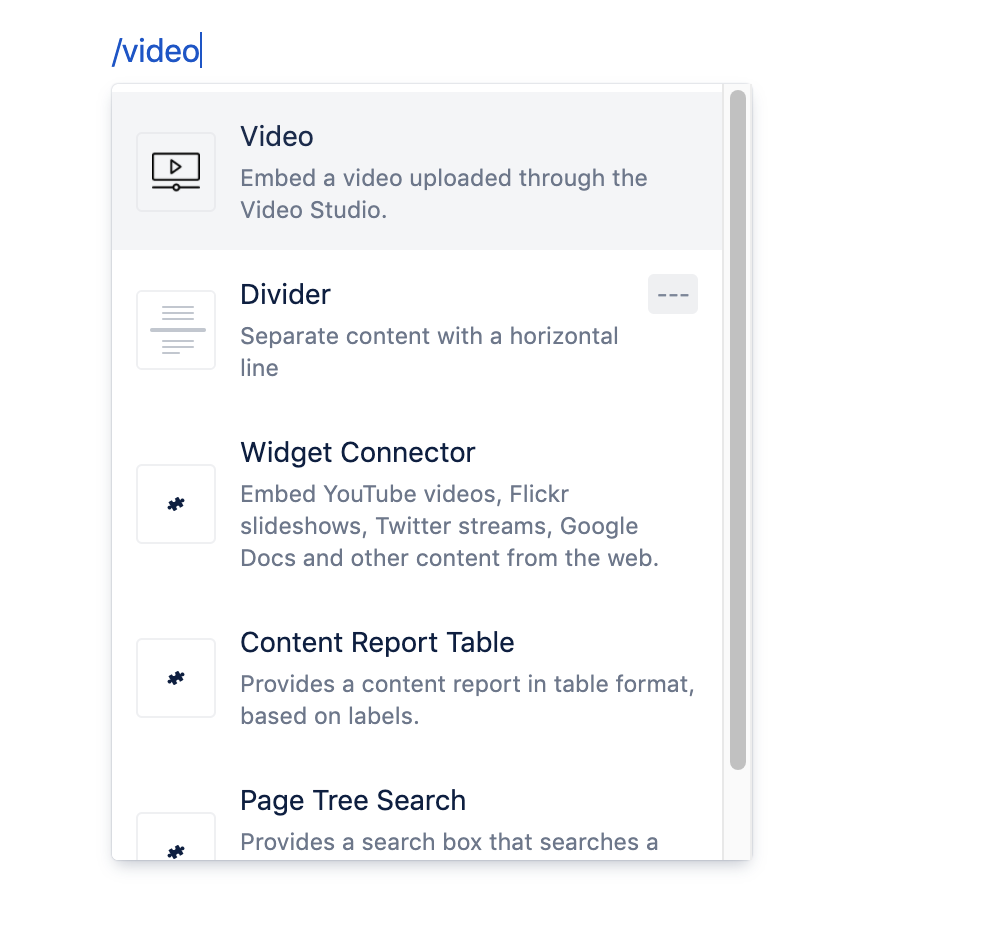 /video
Video
Embed a video uploaded through the
Video Studio.
Divider
---
Separate content with a horizontal
line
Widget Connector
Embed YouTube videos, Flickr
slideshows, Twitter streams, Google
Docs and other content from the web.
Content Report Table
Provides a content report in table format,
based on labels.
Page Tree Search
Provides a search box that searches a